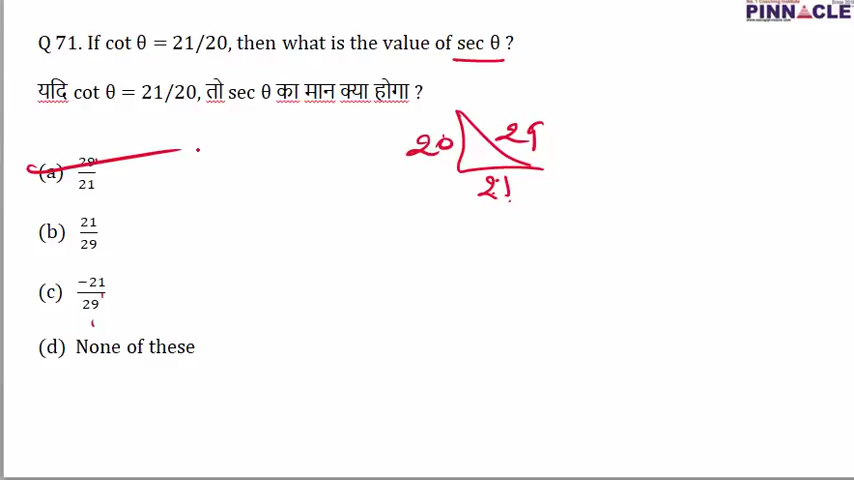 PINNACLE
Q 71. If cot θ = 21/20, then what is the value of sec θ ?
यदि cot θ = 21/20, तो sec θ का मान क्या होगा ?
20 29
21
(a) 29/21
(b) 21/29
(c) −21/29
(d) None of these